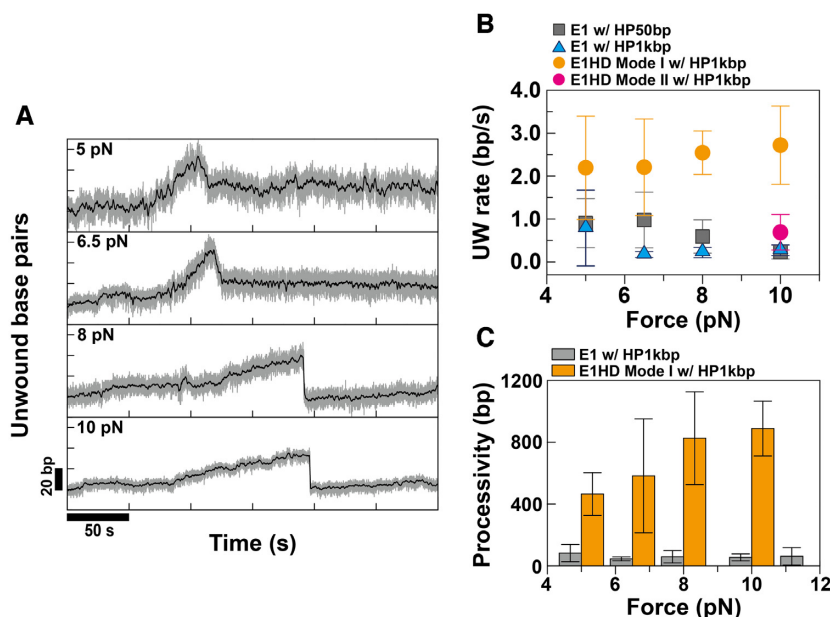 A
5 pN
6.5 pN
8 pN
10 pN
Unwound base pairs
20 bp
50 s
Time (s)
B
E1 w/ HP50bp
E1 w/ HP1kbp
E1HD Mode I w/ HP1kbp
E1HD Mode II w/ HP1kbp
4.0
3.0
2.0
1.0
0.0
UW rate (bp/s)
4 6 8 10
Force (pN)
C
E1 w/ HP1kbp
E1HD Mode I w/ HP1kbp
1200
800
400
0
Processivity (bp)
4 6 8 10 12
Force (pN)